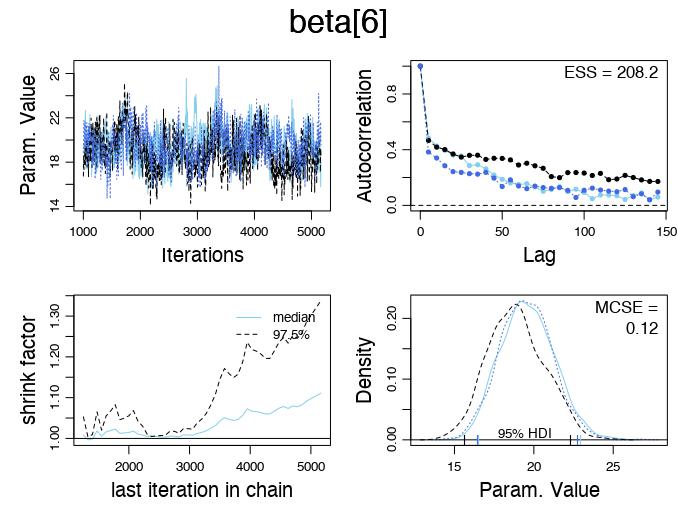 beta[6]
Param. Value
14
18
22
26
1000
2000
3000
4000
5000
Iterations
Autocorrelation
0.0
0.4
0.8
ESS = 208.2
0
50
100
150
Lag
shrink factor
1.00
1.10
1.20
1.30
median
97.5%
2000
3000
4000
5000
last iteration in chain
Density
0.00
0.10
0.20
MCSE =
0.12
95% HDI
15
20
25
Param. Value